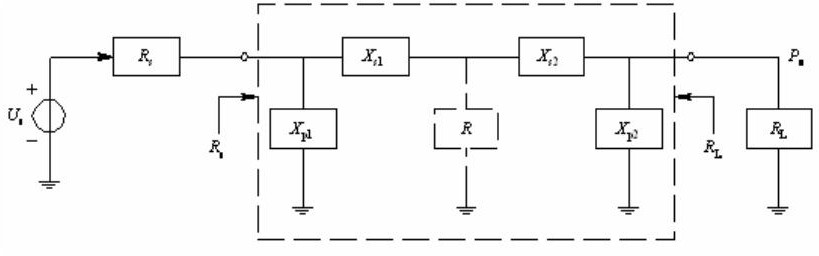 Rs
Xs1
Xs2
Po
+
Us
−
Xp1
R
Xp2
RL
Rs
RL